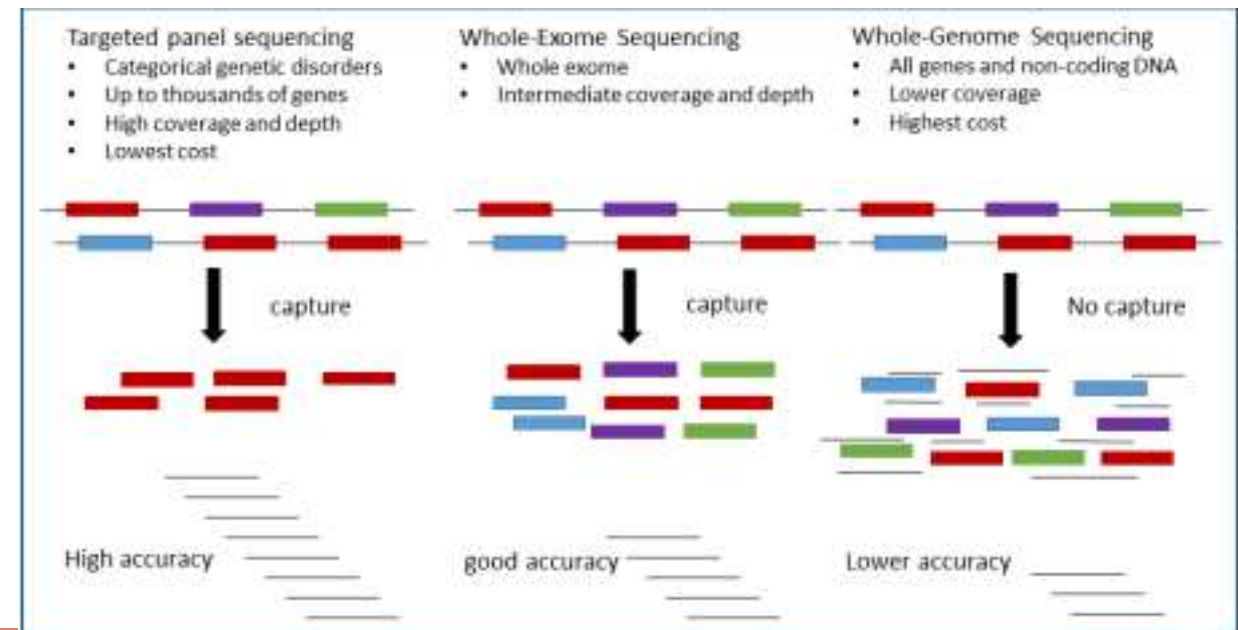 Targeted panel sequencing
• Categorical genetic disorders
• Up to thousands of genes
• High coverage and depth
• Lowest cost
Whole-Exome Sequencing
• Whole exome
• Intermediate coverage and depth
Whole-Genome Sequencing
• All genes and non-coding DNA
• Lower coverage
• Highest cost
capture
capture
No capture
High accuracy
good accuracy
Lower accuracy